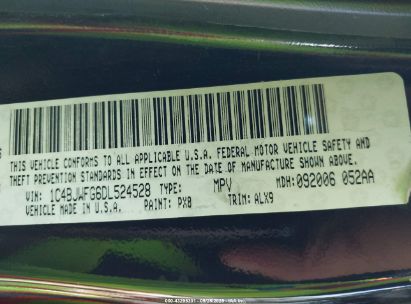 THIS VEHICLE CONFORMS TO ALL APPLICABLE U.S.A. FEDERAL MOTOR VEHICLE SAFETY AND
THEFT PREVENTION STANDARDS IN EFFECT ON THE DATE OF MANUFACTURE SHOWN ABOVE.
VIN: 1C4BJWFG6DL524528 TYPE: MPV MDH: 092006 052AA
VEHICLE MADE IN U.S.A. PAINT: PX8 TRIM: ALX9